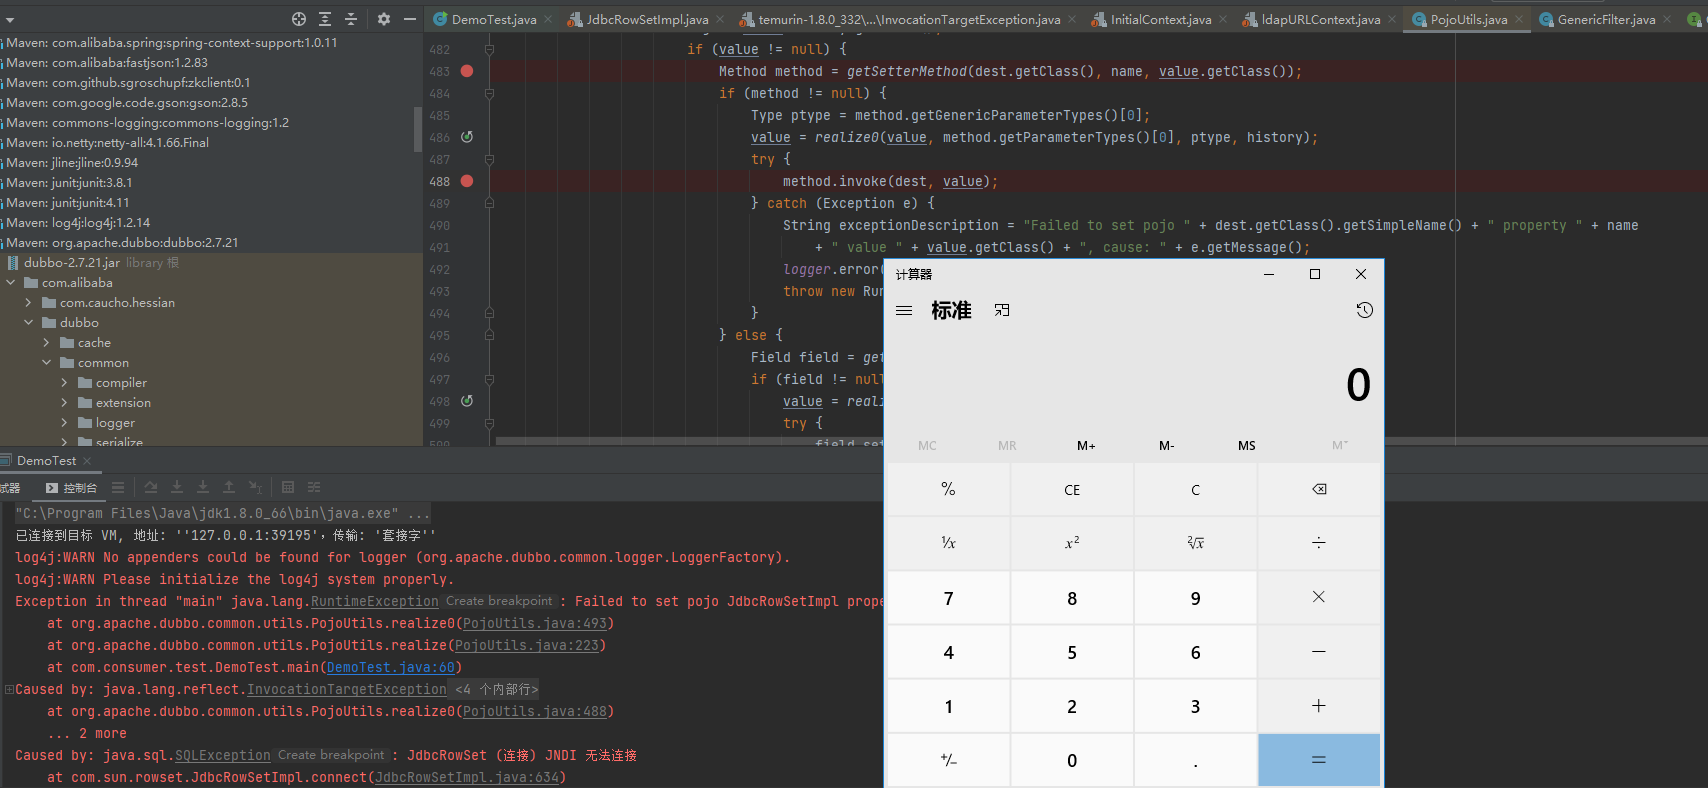 DemoTest.java
JdbcRowSetImpl.java
temurin-1.8.0_332\...\InvocationTargetException.java
InitialContext.java
ldapURLContext.java
PojoUtils.java
GenericFilter.java
Maven: com.alibaba.spring:spring-context-support:1.0.11
Maven: com.alibaba:fastjson:1.2.83
Maven: com.github.sgroschupf:zkclient:0.1
Maven: com.google.code.gson:gson:2.8.5
Maven: commons-logging:commons-logging:1.2
Maven: io.netty:netty-all:4.1.66.Final
Maven: jline:jline:0.9.94
Maven: junit:junit:3.8.1
Maven: junit:junit:4.11
Maven: log4j:log4j:1.2.14
Maven: org.apache.dubbo:dubbo:2.7.21
dubbo-2.7.21.jar library 根
com.alibaba
com.caucho.hessian
dubbo
cache
common
compiler
extension
logger
serialize
482 if (value != null) {
483 Method method = getSetterMethod(dest.getClass(), name, value.getClass());
484 if (method != null) {
485 Type ptype = method.getGenericParameterTypes()[0];
486 value = realize0(value, method.getParameterTypes()[0], ptype, history);
487 try {
488 method.invoke(dest, value);
489 } catch (Exception e) {
490 String exceptionDescription = "Failed to set pojo " + dest.getClass().getSimpleName() + " property " + name
491 + " value " + value.getClass() + ", cause: " + e.getMessage();
492 logger.error(
493 throw new Run
494 }
495 } else {
496 Field field = get
497 if (field != null
498 value = reali
499 try {
field.set
计算器
标准
0
MC MR M+ M- MS M˅
% CE C
⅟x x² ²√x ÷
7 8 9 ×
4 5 6 −
1 2 3 +
+/− 0 . =
DemoTest
试器 控制台
"C:\Program Files\Java\jdk1.8.0_66\bin\java.exe" ...
已连接到目标 VM, 地址: ''127.0.0.1:39195', 传输: '套接字''
log4j:WARN No appenders could be found for logger (org.apache.dubbo.common.logger.LoggerFactory).
log4j:WARN Please initialize the log4j system properly.
Exception in thread "main" java.lang.RuntimeException Create breakpoint : Failed to set pojo JdbcRowSetImpl prope
at org.apache.dubbo.common.utils.PojoUtils.realize0(PojoUtils.java:493)
at org.apache.dubbo.common.utils.PojoUtils.realize(PojoUtils.java:223)
at com.consumer.test.DemoTest.main(DemoTest.java:60)
Caused by: java.lang.reflect.InvocationTargetException <4 个内部行>
at org.apache.dubbo.common.utils.PojoUtils.realize0(PojoUtils.java:488)
... 2 more
Caused by: java.sql.SQLException Create breakpoint : JdbcRowSet (连接) JNDI 无法连接
at com.sun.rowset.JdbcRowSetImpl.connect(JdbcRowSetImpl.java:634)